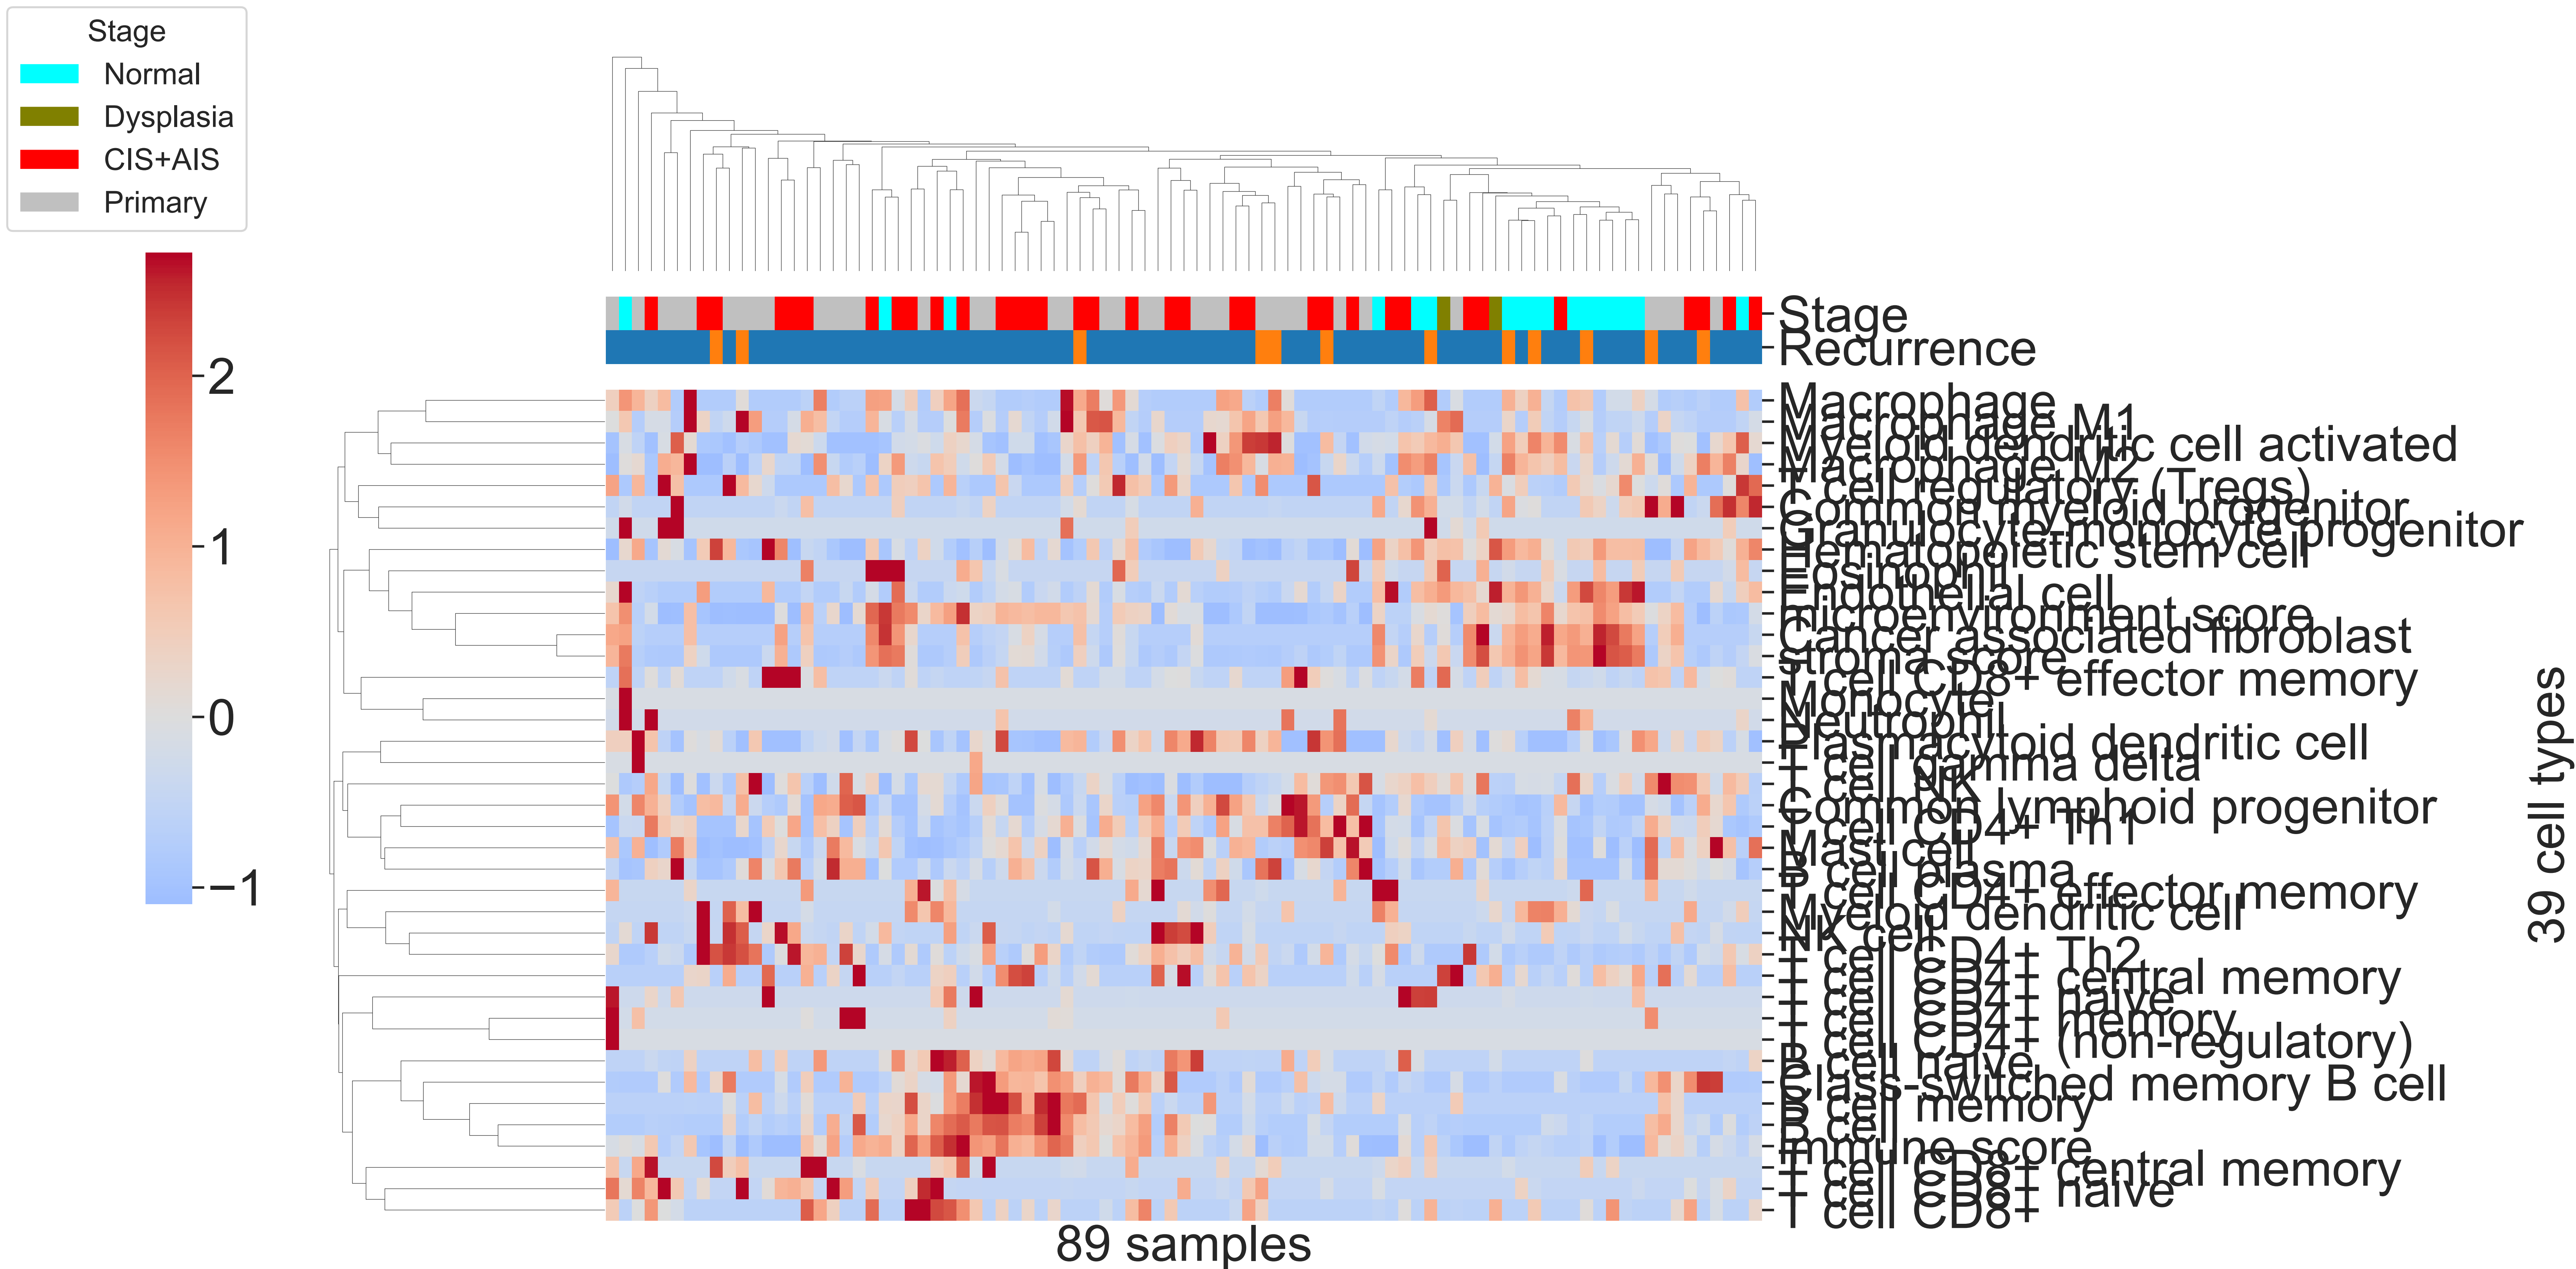 Stage
Normal
Dysplasia
CIS+AIS
Primary
2
1
0
−1
Stage
Recurrence
Macrophage
Macrophage M1
Myeloid dendritic cell activated
Macrophage M2
T cell regulatory (Tregs)
Common myeloid progenitor
Granulocyte-monocyte progenitor
Hematopoietic stem cell
Eosinophil
Endothelial cell
microenvironment score
Cancer associated fibroblast
stroma score
T cell CD8+ effector memory
Monocyte
Neutrophil
Plasmacytoid dendritic cell
T cell gamma delta
T cell NK
Common lymphoid progenitor
T cell CD4+ Th1
Mast cell
B cell plasma
T cell CD4+ effector memory
Myeloid dendritic cell
NK cell
T cell CD4+ Th2
T cell CD4+ central memory
T cell CD4+ naive
T cell CD4+ memory
T cell CD4+ (non-regulatory)
B cell naive
Class-switched memory B cell
B cell memory
B cell
immune score
T cell CD8+ central memory
T cell CD8+ naive
T cell CD8+
39 cell types
89 samples